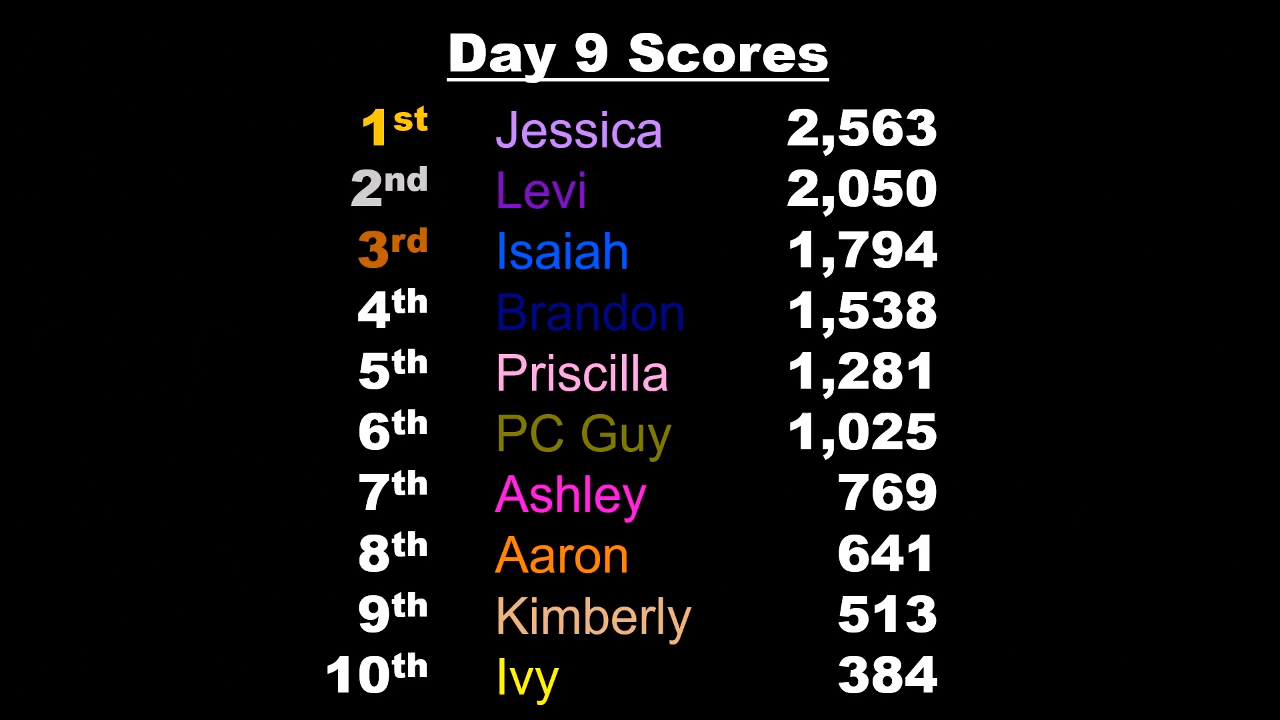 Day 9 Scores
1st Jessica 2,563
2nd Levi 2,050
3rd Isaiah 1,794
4th Brandon 1,538
5th Priscilla 1,281
6th PC Guy 1,025
7th Ashley 769
8th Aaron 641
9th Kimberly 513
10th Ivy 384